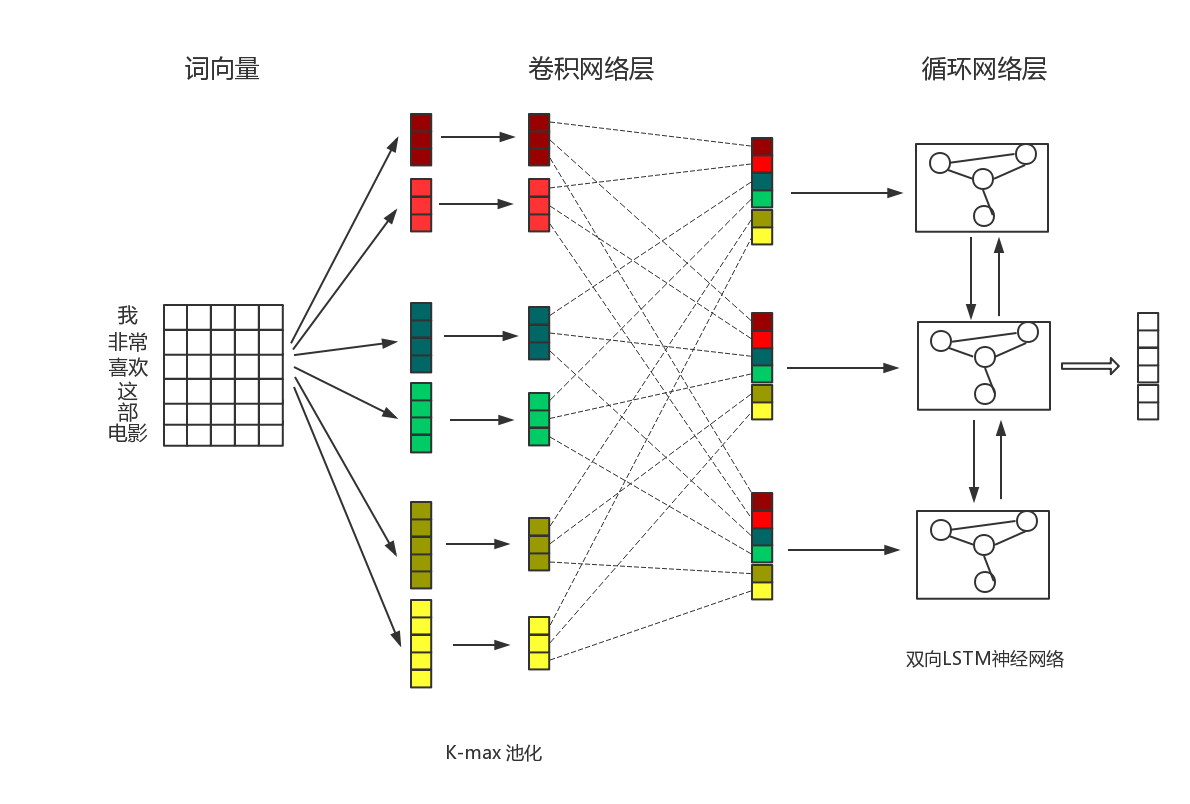 词向量
卷积网络层
循环网络层
我
非常
喜欢
这
部
电影
双向LSTM神经网络
K-max 池化